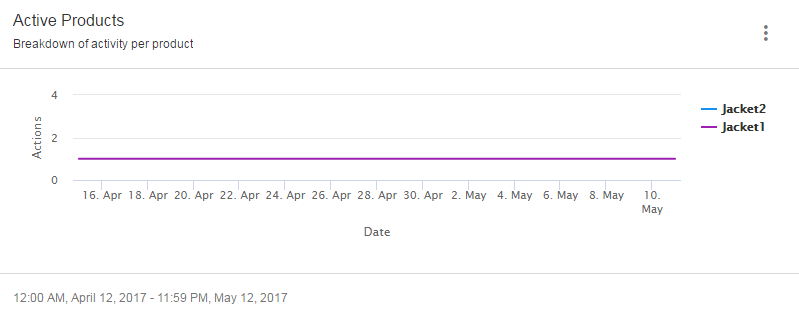 Active Products
Breakdown of activity per product
4
2
0
Actions
Jacket2
Jacket1
16. Apr 18. Apr 20. Apr 22. Apr 24. Apr 26. Apr 28. Apr 30. Apr 2. May 4. May 6. May 8. May 10. May
Date
12:00 AM, April 12, 2017 - 11:59 PM, May 12, 2017